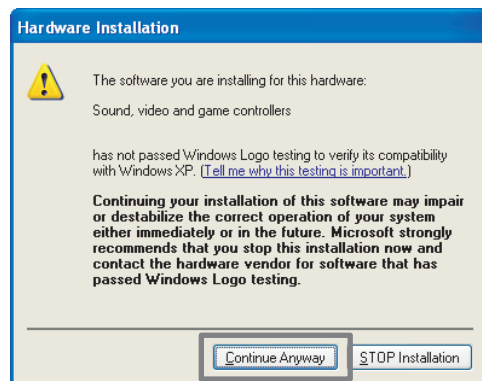 Hardware Installation
The software you are installing for this hardware:
Sound, video and game controllers
has not passed Windows Logo testing to verify its compatibility
with Windows XP. (Tell me why this testing is important.)
Continuing your installation of this software may impair
or destabilize the correct operation of your system
either immediately or in the future. Microsoft strongly
recommends that you stop this installation now and
contact the hardware vendor for software that has
passed Windows Logo testing.
Continue Anyway STOP Installation